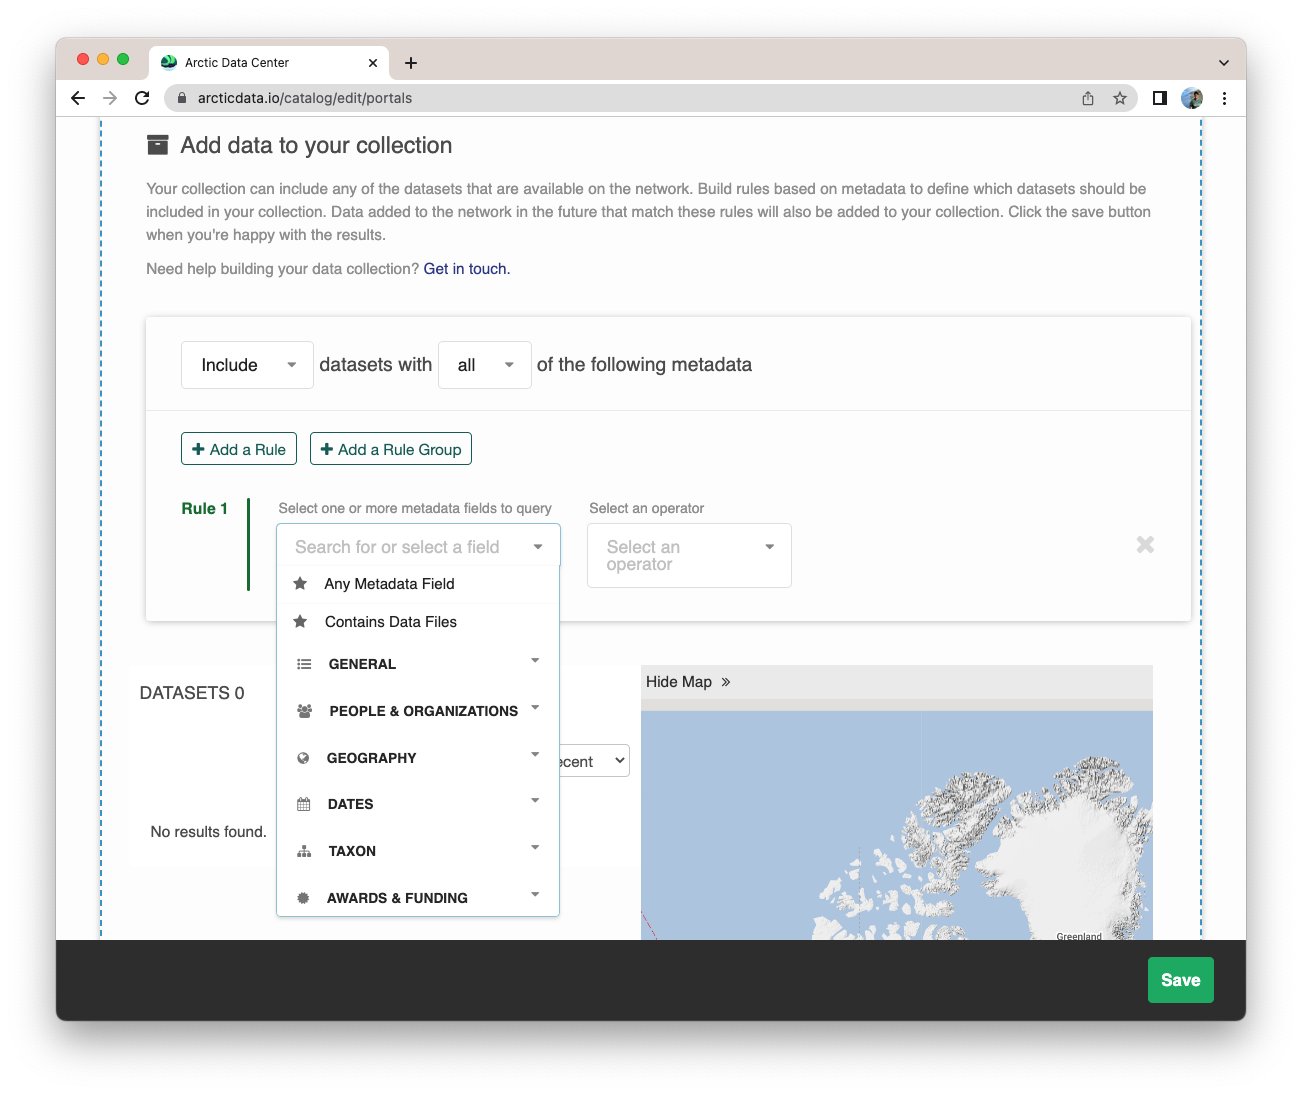 Arctic Data Center
arcticdata.io/catalog/edit/portals
Add data to your collection
Your collection can include any of the datasets that are available on the network. Build rules based on metadata to define which datasets should be
included in your collection. Data added to the network in the future that match these rules will also be added to your collection. Click the save button
when you're happy with the results.
Need help building your data collection? Get in touch.
Include datasets with all of the following metadata
Add a Rule Add a Rule Group
Rule 1 Select one or more metadata fields to query Select an operator
Search for or select a field
Select an
operator
Any Metadata Field
Contains Data Files
GENERAL
PEOPLE & ORGANIZATIONS
GEOGRAPHY
DATES
TAXON
AWARDS & FUNDING
DATASETS 0
ecent
No results found.
Hide Map »
Greenland
Save